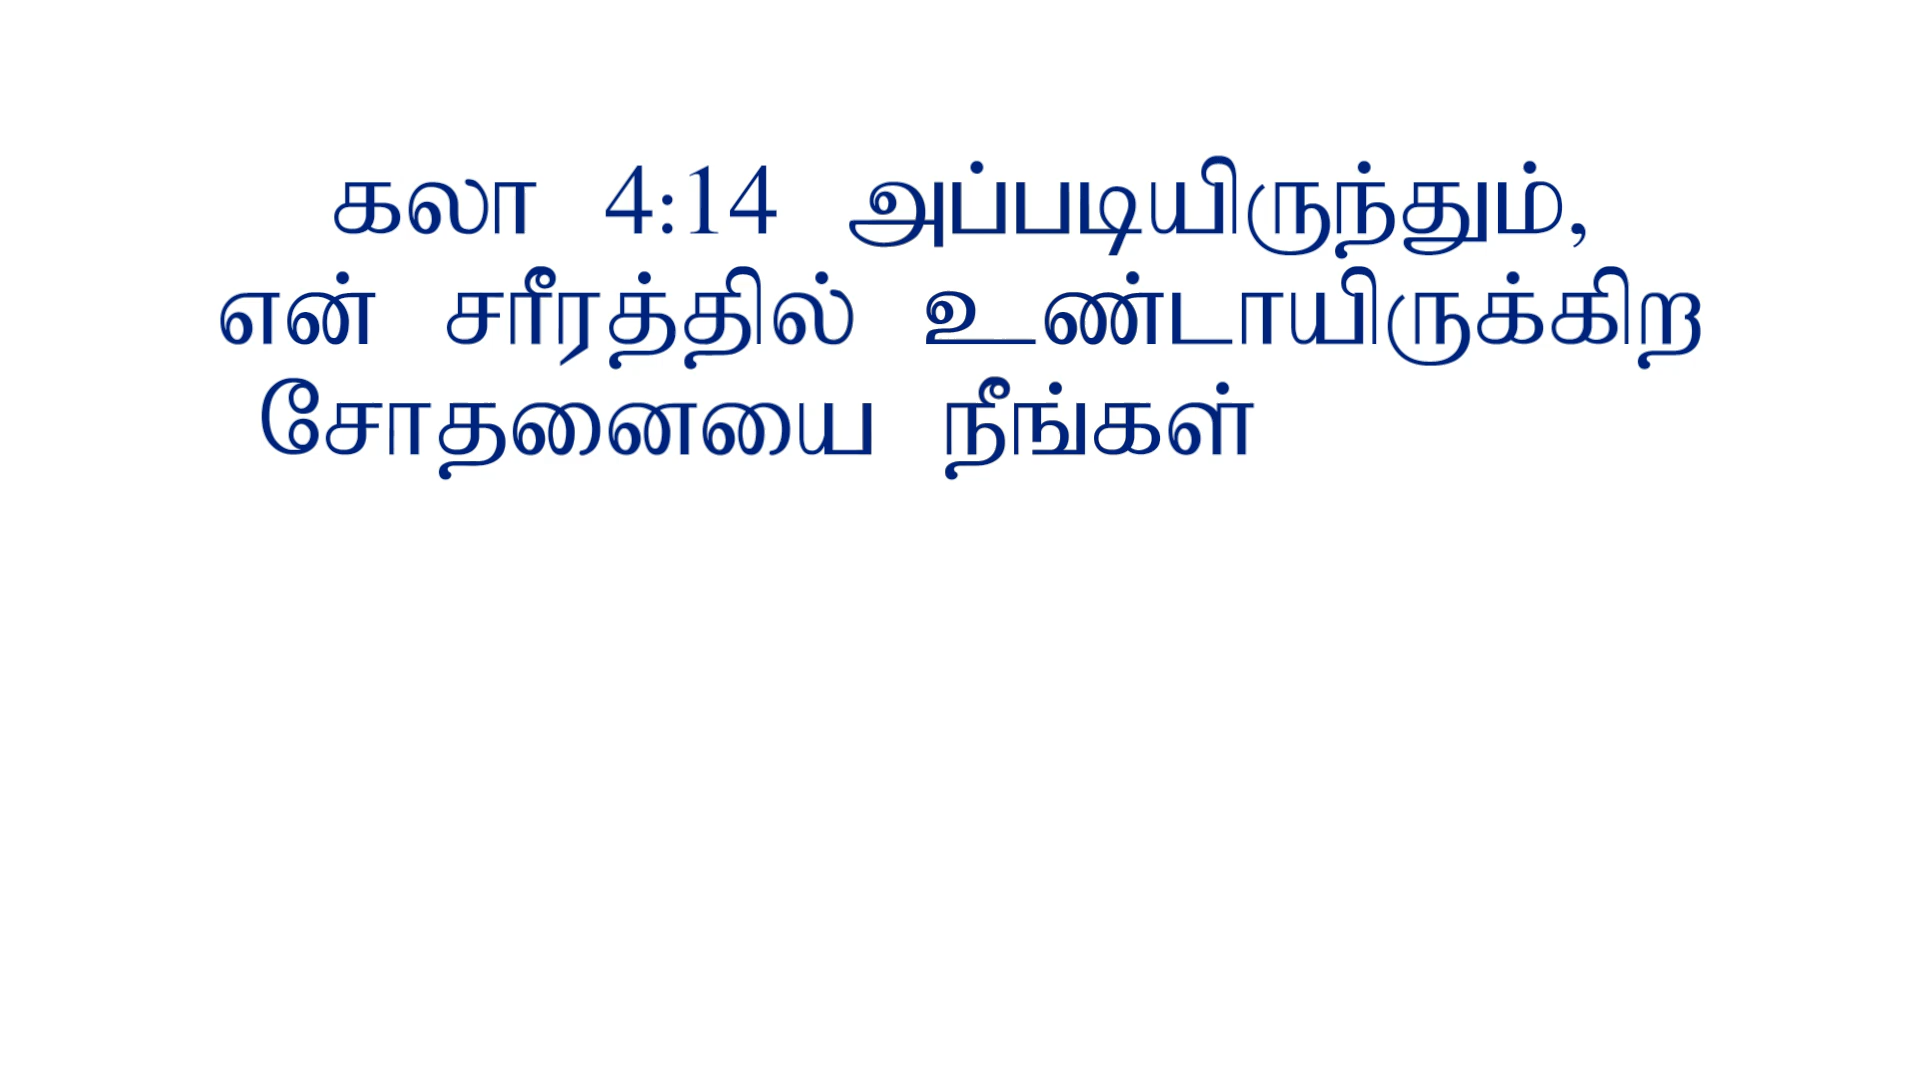 கலா 4:14 அப்படியிருந்தும்,
என் சரீரத்தில் உண்டாயிருக்கிற
சோதனையை நீங்கள்